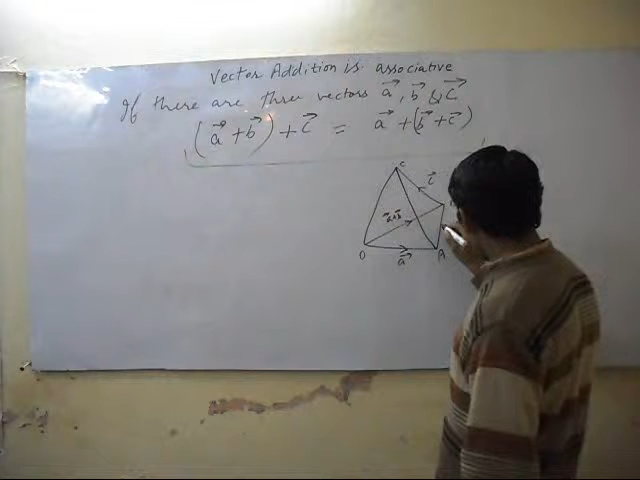 Vector Addition is associative
If there are three vectors a⃗, b⃗ & c⃗
(a⃗ + b⃗) + c⃗ = a⃗ + (b⃗ + c⃗)
C
c⃗
a⃗+b⃗
O
a⃗
A